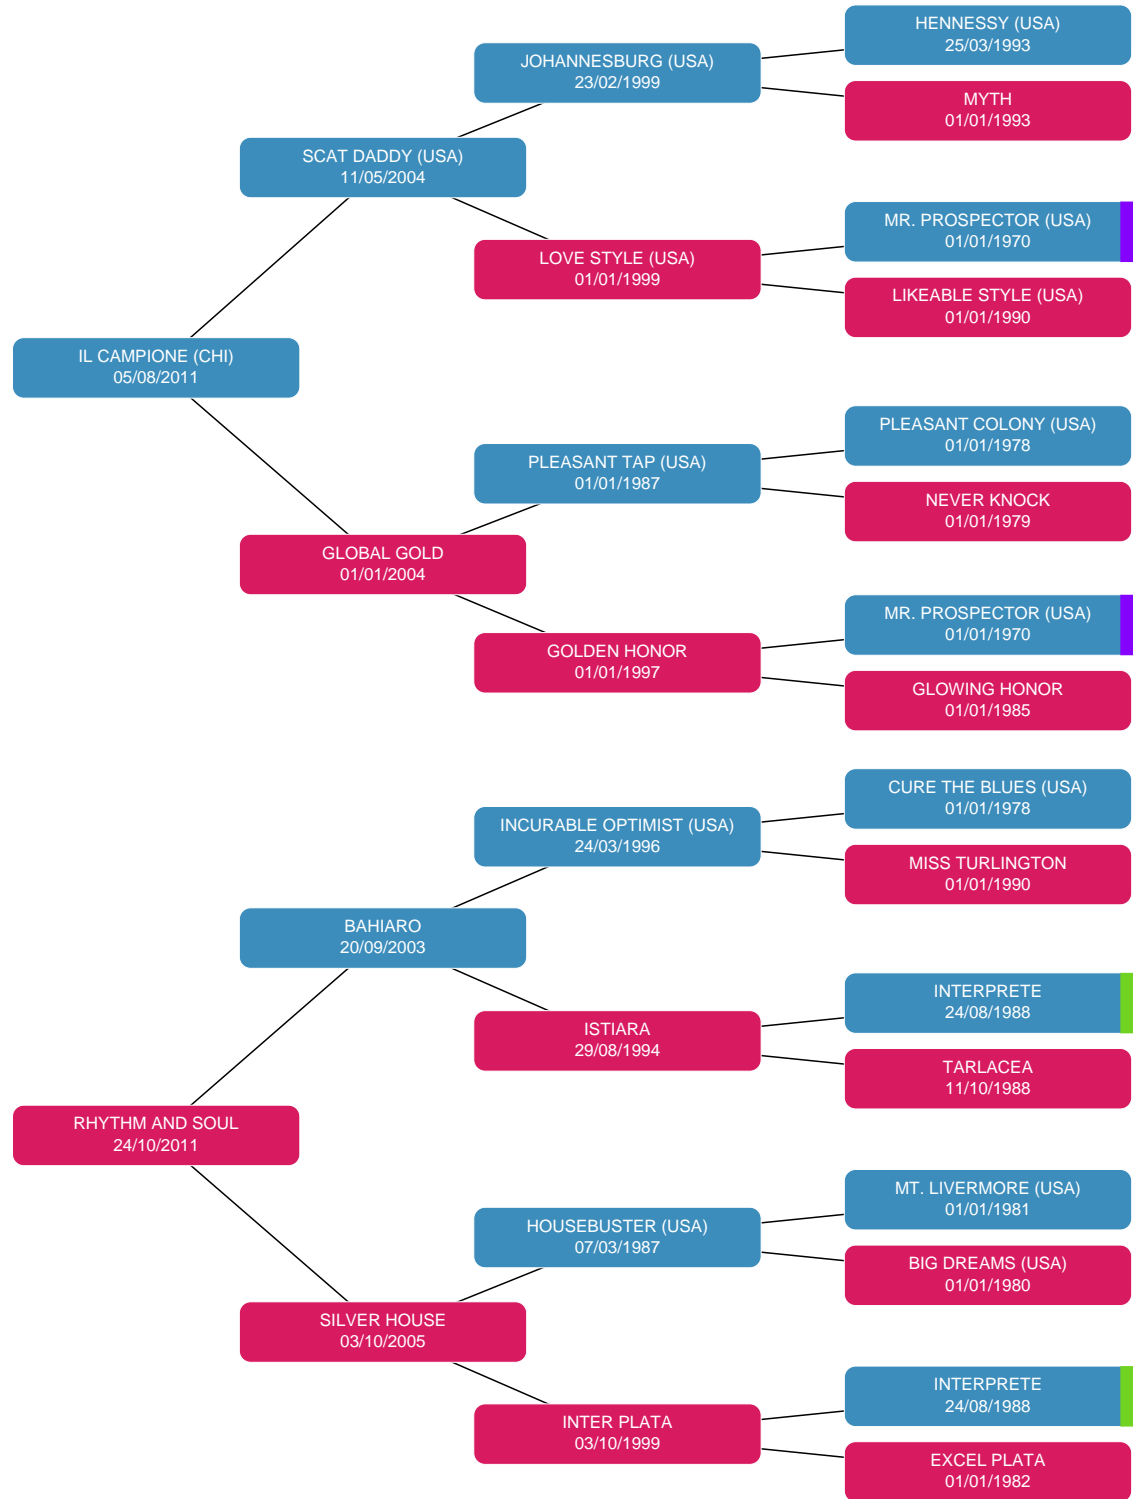 HENNESSY (USA)
25/03/1993
JOHANNESBURG (USA)
23/02/1999
MYTH
01/01/1993
SCAT DADDY (USA)
11/05/2004
MR. PROSPECTOR (USA)
01/01/1970
LOVE STYLE (USA)
01/01/1999
LIKEABLE STYLE (USA)
01/01/1990
IL CAMPIONE (CHI)
05/08/2011
PLEASANT COLONY (USA)
01/01/1978
PLEASANT TAP (USA)
01/01/1987
NEVER KNOCK
01/01/1979
GLOBAL GOLD
01/01/2004
MR. PROSPECTOR (USA)
01/01/1970
GOLDEN HONOR
01/01/1997
GLOWING HONOR
01/01/1985
CURE THE BLUES (USA)
01/01/1978
INCURABLE OPTIMIST (USA)
24/03/1996
MISS TURLINGTON
01/01/1990
BAHIARO
20/09/2003
INTERPRETE
24/08/1988
ISTIARA
29/08/1994
TARLACEA
11/10/1988
RHYTHM AND SOUL
24/10/2011
MT. LIVERMORE (USA)
01/01/1981
HOUSEBUSTER (USA)
07/03/1987
BIG DREAMS (USA)
01/01/1980
SILVER HOUSE
03/10/2005
INTERPRETE
24/08/1988
INTER PLATA
03/10/1999
EXCEL PLATA
01/01/1982